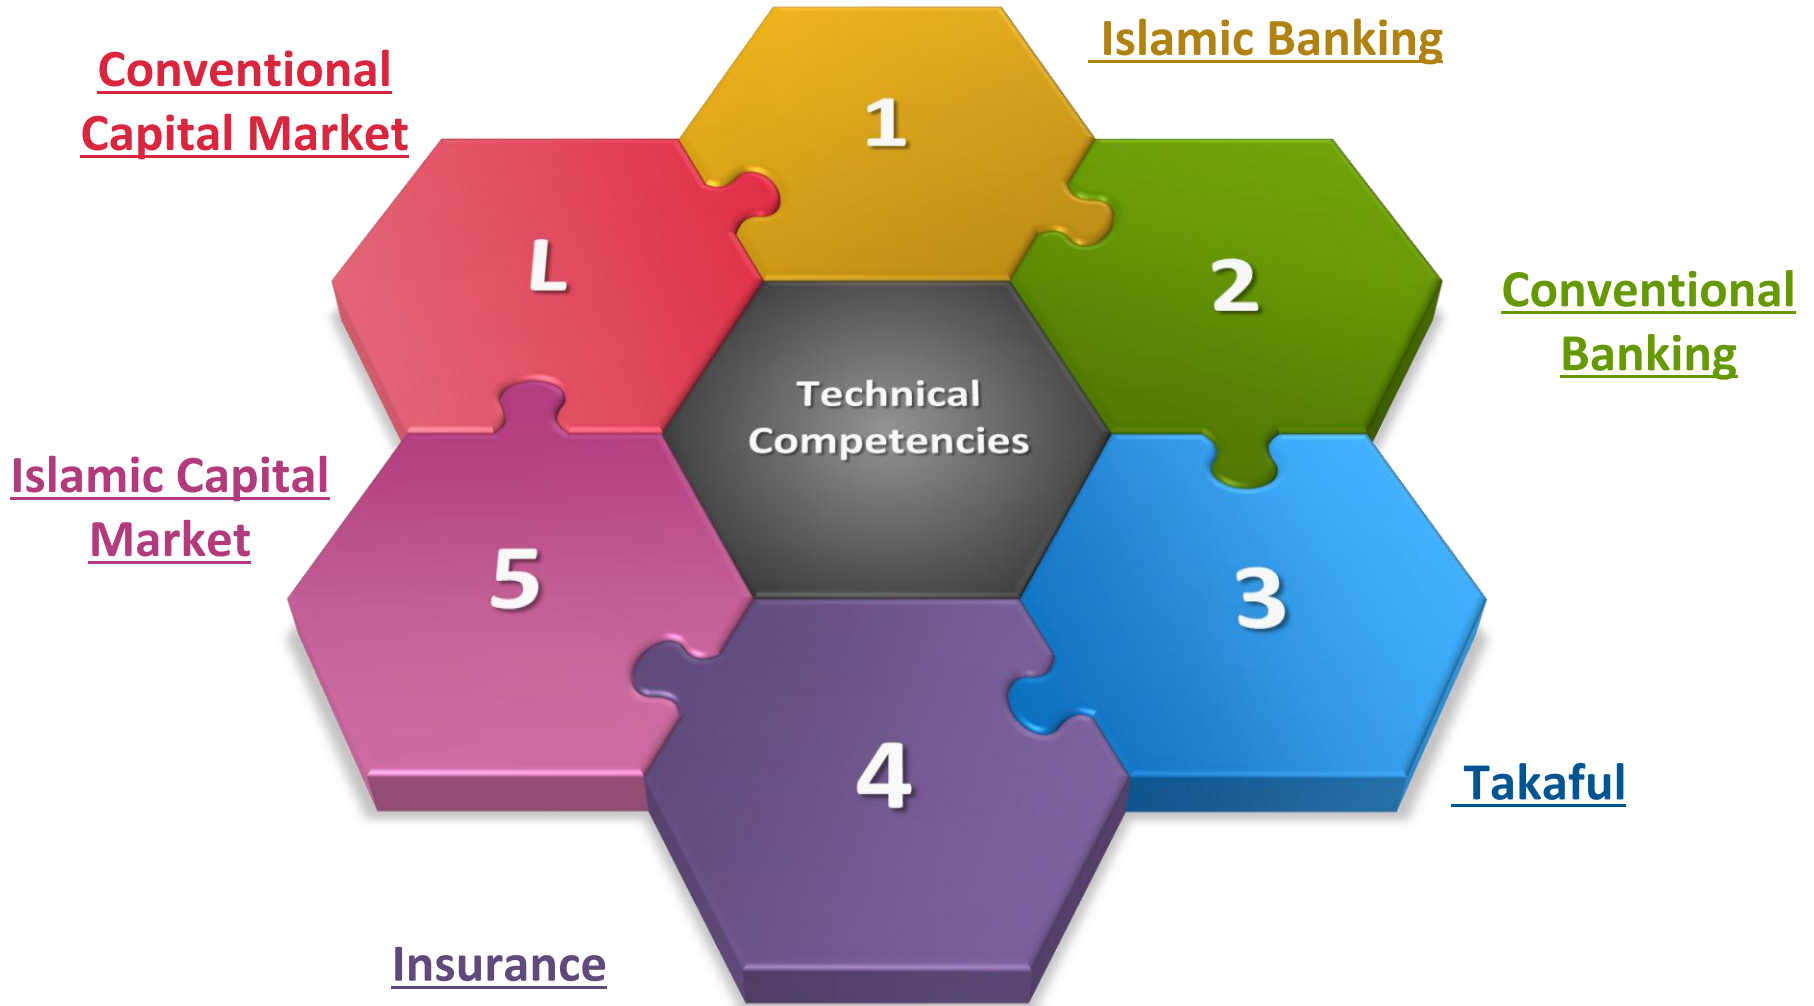 Islamic Banking
Conventional
Capital Market
1
L
2
Conventional
Banking
Technical
Competencies
Islamic Capital
Market
5
3
4
Takaful
Insurance